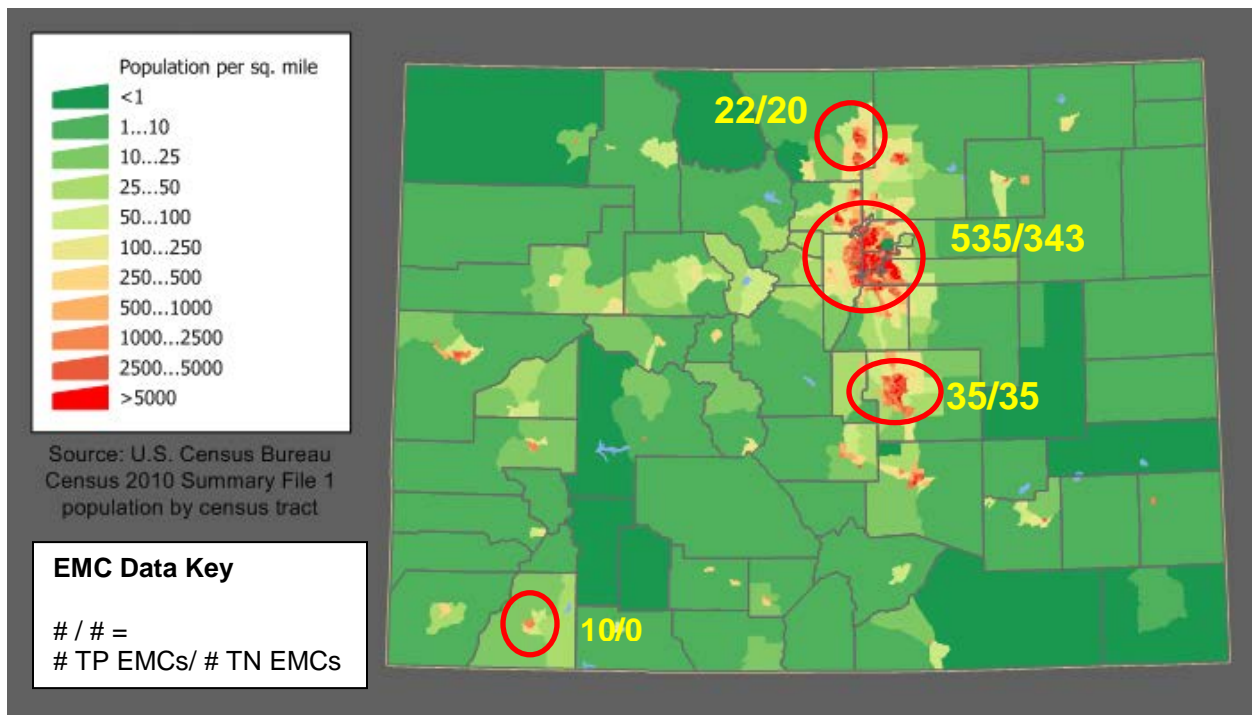 Population per sq. mile
<1
1...10
10...25
25...50
50...100
100...250
250...500
500...1000
1000...2500
2500...5000
>5000
Source: U.S. Census Bureau
Census 2010 Summary File 1
population by census tract
EMC Data Key
# / # =
# TP EMCs/ # TN EMCs
22/20
535/343
35/35
10/0